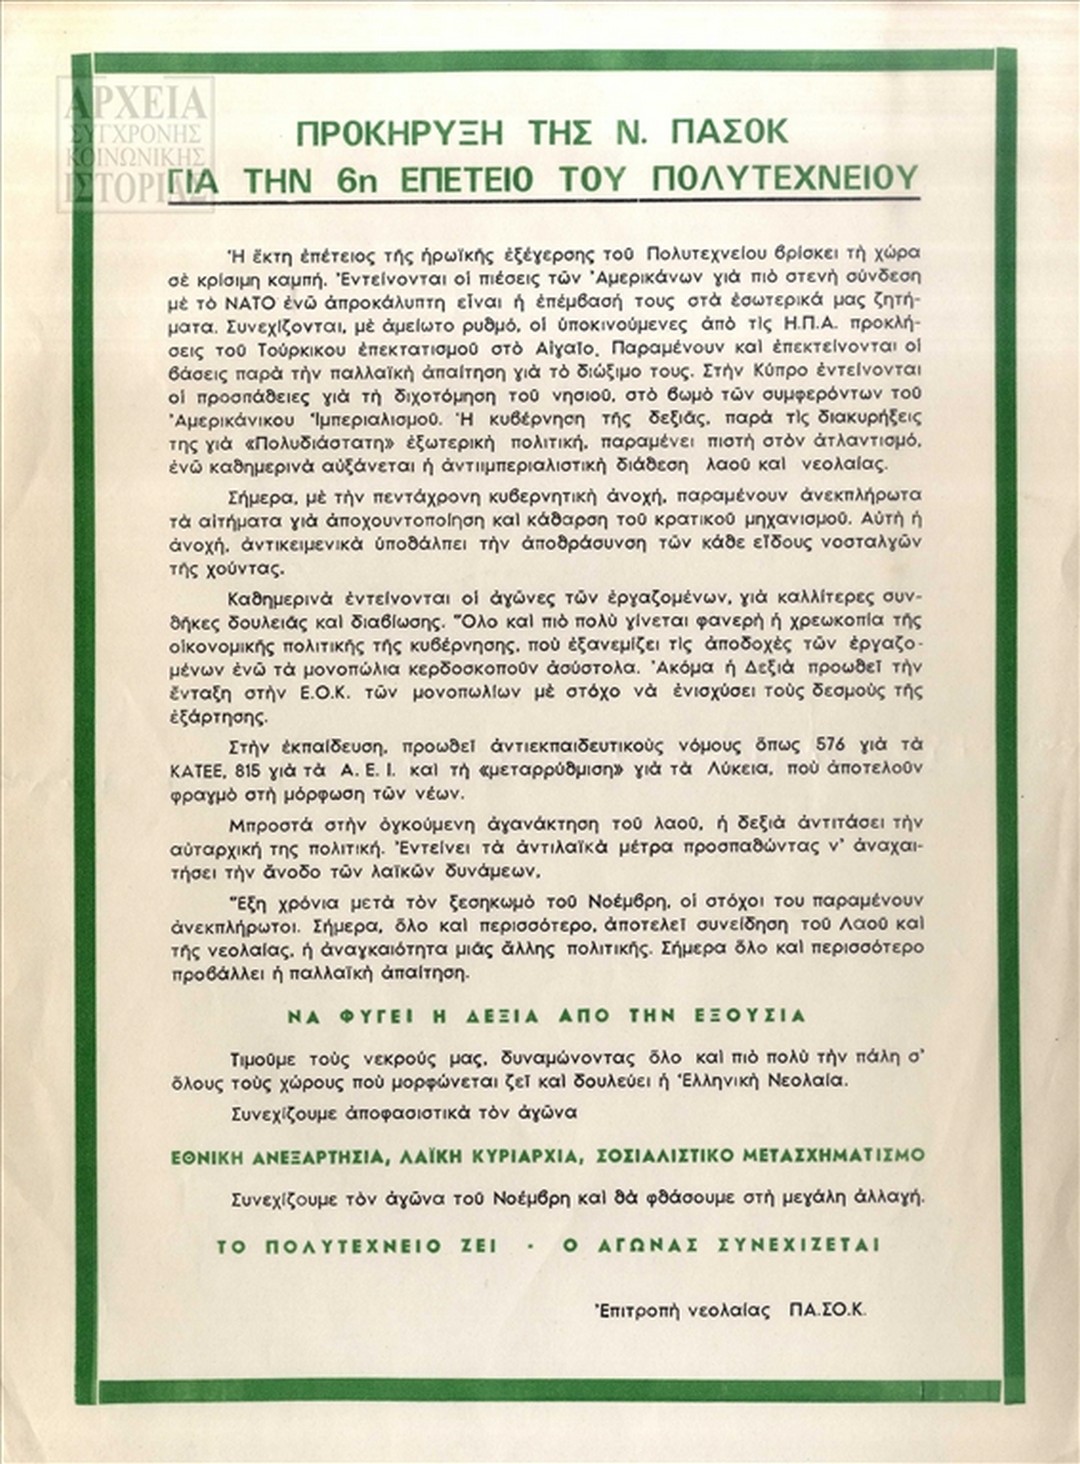 ΑΡΧΕΙΑ
ΣΥΓΧΡΟΝΗΣ
ΚΟΙΝΩΝΙΚΗΣ
ΙΣΤΟΡΙΑΣ
ΠΡΟΚΗΡΥΞΗ ΤΗΣ Ν. ΠΑΣΟΚ
ΓΙΑ ΤΗΝ 6η ΕΠΕΤΕΙΟ ΤΟΥ ΠΟΛΥΤΕΧΝΕΙΟΥ
Ἡ ἕκτη ἐπέτειος τῆς ἡρωϊκῆς ἐξέγερσης τοῦ Πολυτεχνείου βρίσκει τὴ χώρα
σὲ κρίσιμη καμπή. Ἐντείνονται οἱ πιέσεις τῶν Ἀμερικάνων γιὰ πιὸ στενὴ σύνδεση
μὲ τὸ ΝΑΤΟ ἐνῶ ἀπροκάλυπτη εἶναι ἡ ἐπέμβασή τους στὰ ἐσωτερικά μας ζητή-
ματα. Συνεχίζονται, μὲ ἀμείωτο ρυθμό, οἱ ὑποκινούμενες ἀπὸ τὶς Η.Π.Α. προκλή-
σεις τοῦ Τούρκικου ἐπεκτατισμοῦ στὸ Αἰγαῖο. Παραμένουν καὶ ἐπεκτείνονται οἱ
βάσεις παρὰ τὴν παλλαϊκὴ ἀπαίτηση γιὰ τὸ διώξιμο τους. Στὴν Κύπρο ἐντείνονται
οἱ προσπάθειες γιὰ τὴ διχοτόμηση τοῦ νησιοῦ, στὸ βωμὸ τῶν συμφερόντων τοῦ
Ἀμερικάνικου Ἰμπεριαλισμοῦ. Ἡ κυβέρνηση τῆς δεξιᾶς, παρὰ τὶς διακυρήξεις
της γιὰ «Πολυδιάστατη» ἐξωτερικὴ πολιτική, παραμένει πιστὴ στὸν ἀτλαντισμό,
ἐνῶ καθημερινὰ αὐξάνεται ἡ ἀντιιμπεριαλιστικὴ διάθεση λαοῦ καὶ νεολαίας.
Σήμερα, μὲ τὴν πεντάχρονη κυβερνητικὴ ἀνοχή, παραμένουν ἀνεκπλήρωτα
τὰ αἰτήματα γιὰ ἀποχουντοποίηση καὶ κάθαρση τοῦ κρατικοῦ μηχανισμοῦ. Αὐτὴ ἡ
ἀνοχή, ἀντικειμενικὰ ὑποθάλπει τὴν ἀποθράσυνση τῶν κάθε εἴδους νοσταλγῶν
τῆς χούντας.
Καθημερινὰ ἐντείνονται οἱ ἀγῶνες τῶν ἐργαζομένων, γιὰ καλλίτερες συν-
θῆκες δουλειᾶς καὶ διαβίωσης. Ὅλο καὶ πιὸ πολὺ γίνεται φανερὴ ἡ χρεωκοπία τῆς
οἰκονομικῆς πολιτικῆς τῆς κυβέρνησης, ποὺ ἐξανεμίζει τὶς ἀποδοχὲς τῶν ἐργαζο-
μένων ἐνῶ τὰ μονοπώλια κερδοσκοποῦν ἀσύστολα. Ἀκόμα ἡ Δεξιὰ προωθεῖ τὴν
ἔνταξη στὴν Ε.Ο.Κ. τῶν μονοπωλίων μὲ στόχο νὰ ἐνισχύσει τοὺς δεσμοὺς τῆς
ἐξάρτησης.
Στὴν ἐκπαίδευση, προωθεῖ ἀντιεκπαιδευτικοὺς νόμους ὅπως 576 γιὰ τὰ
ΚΑΤΕΕ, 815 γιὰ τὰ Α. Ε. Ι. καὶ τὴ «μεταρρύθμιση» γιὰ τὰ Λύκεια, ποὺ ἀποτελοῦν
φραγμὸ στὴ μόρφωση τῶν νέων.
Μπροστὰ στὴν ὀγκούμενη ἀγανάκτηση τοῦ λαοῦ, ἡ δεξιὰ ἀντιτάσει τὴν
αὐταρχική της πολιτική. Ἐντείνει τὰ ἀντιλαϊκὰ μέτρα προσπαθώντας ν' ἀναχαι-
τήσει τὴν ἄνοδο τῶν λαϊκῶν δυνάμεων.
Ἕξη χρόνια μετὰ τὸν ξεσηκωμὸ τοῦ Νοέμβρη, οἱ στόχοι του παραμένουν
ἀνεκπλήρωτοι. Σήμερα, ὅλο καὶ περισσότερο, ἀποτελεῖ συνείδηση τοῦ Λαοῦ καὶ
τῆς νεολαίας, ἡ ἀναγκαιότητα μιᾶς ἄλλης πολιτικῆς. Σήμερα ὅλο καὶ περισσότερο
προβάλλει ἡ παλλαϊκὴ ἀπαίτηση.
ΝΑ ΦΥΓΕΙ Η ΔΕΞΙΑ ΑΠΟ ΤΗΝ ΕΞΟΥΣΙΑ
Τιμοῦμε τοὺς νεκρούς μας, δυναμώνοντας ὅλο καὶ πιὸ πολὺ τὴν πάλη σ'
ὅλους τοὺς χώρους ποὺ μορφώνεται ζεῖ καὶ δουλεύει ἡ Ἑλληνικὴ Νεολαία.
Συνεχίζουμε ἀποφασιστικὰ τὸν ἀγῶνα
ΕΘΝΙΚΗ ΑΝΕΞΑΡΤΗΣΙΑ, ΛΑΪΚΗ ΚΥΡΙΑΡΧΙΑ, ΣΟΣΙΑΛΙΣΤΙΚΟ ΜΕΤΑΣΧΗΜΑΤΙΣΜΟ
Συνεχίζουμε τὸν ἀγῶνα τοῦ Νοέμβρη καὶ θὰ φθάσουμε στὴ μεγάλη ἀλλαγή.
ΤΟ ΠΟΛΥΤΕΧΝΕΙΟ ΖΕΙ · Ο ΑΓΩΝΑΣ ΣΥΝΕΧΙΖΕΤΑΙ
Ἐπιτροπὴ νεολαίας ΠΑ.ΣΟ.Κ.